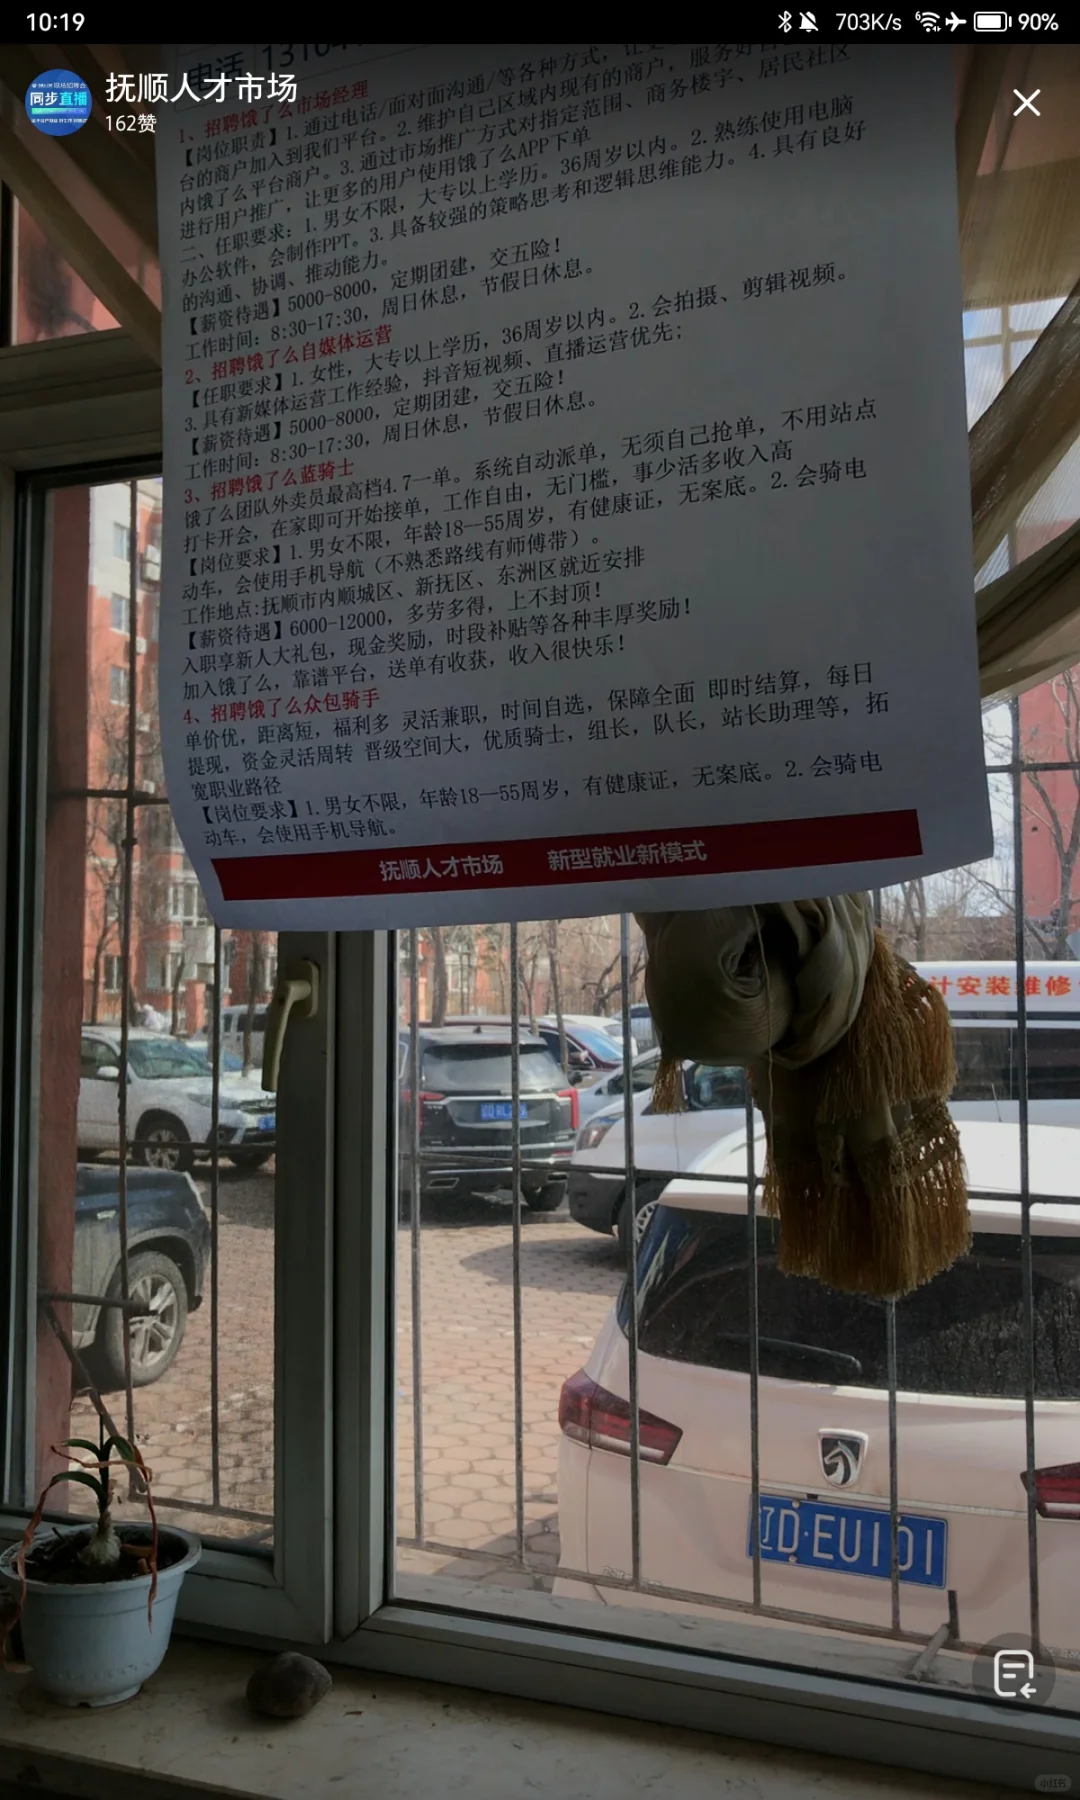 10:19
703K/s
6
90%
同步直播
抚顺人才市场
162赞
电话
1、招聘饿了么市场经理
【岗位职责】1.通过电话/面对面沟通/等各种方式，让更
台的商户加入到我们平台。2.维护自己区域内现有的商户，服务好
内饿了么平台商户。3.通过市场推广方式对指定范围、商务楼宇、居民社区
进行用户推广，让更多的用户使用饿了么APP下单
二、任职要求：1.男女不限，大专以上学历。36周岁以内。2.熟练使用电脑
办公软件，会制作PPT。3.具备较强的策略思考和逻辑思维能力。4.具有良好
的沟通、协调、推动能力。
【薪资待遇】5000-8000，定期团建，交五险！
工作时间：8:30-17:30，周日休息，节假日休息。
2、招聘饿了么自媒体运营
【任职要求】1.女性，大专以上学历，36周岁以内。2.会拍摄、剪辑视频。
3.具有新媒体运营工作经验，抖音短视频、直播运营优先；
【薪资待遇】5000-8000，定期团建，交五险！
工作时间：8:30-17:30，周日休息，节假日休息。
3、招聘饿了么蓝骑士
饿了么团队外卖员最高档4.7一单。系统自动派单，无须自己抢单，不用站点
打卡开会，在家即可开始接单，工作自由，无门槛，事少活多收入高
【岗位要求】1.男女不限，年龄18—55周岁，有健康证，无案底。2.会骑电
动车，会使用手机导航（不熟悉路线有师傅带）。
工作地点:抚顺市内顺城区、新抚区、东洲区就近安排
【薪资待遇】6000-12000，多劳多得，上不封顶！
入职享新人大礼包，现金奖励，时段补贴等各种丰厚奖励！
加入饿了么，靠谱平台，送单有收获，收入很快乐！
4、招聘饿了么众包骑手
单价优，距离短，福利多 灵活兼职，时间自选，保障全面 即时结算，每日
提现，资金灵活周转 晋级空间大，优质骑士，组长，队长，站长助理等，拓
宽职业路径
【岗位要求】1.男女不限，年龄18—55周岁，有健康证，无案底。2.会骑电
动车，会使用手机导航。
抚顺人才市场 新型就业新模式
计安装维修
辽D·EU101
小红书